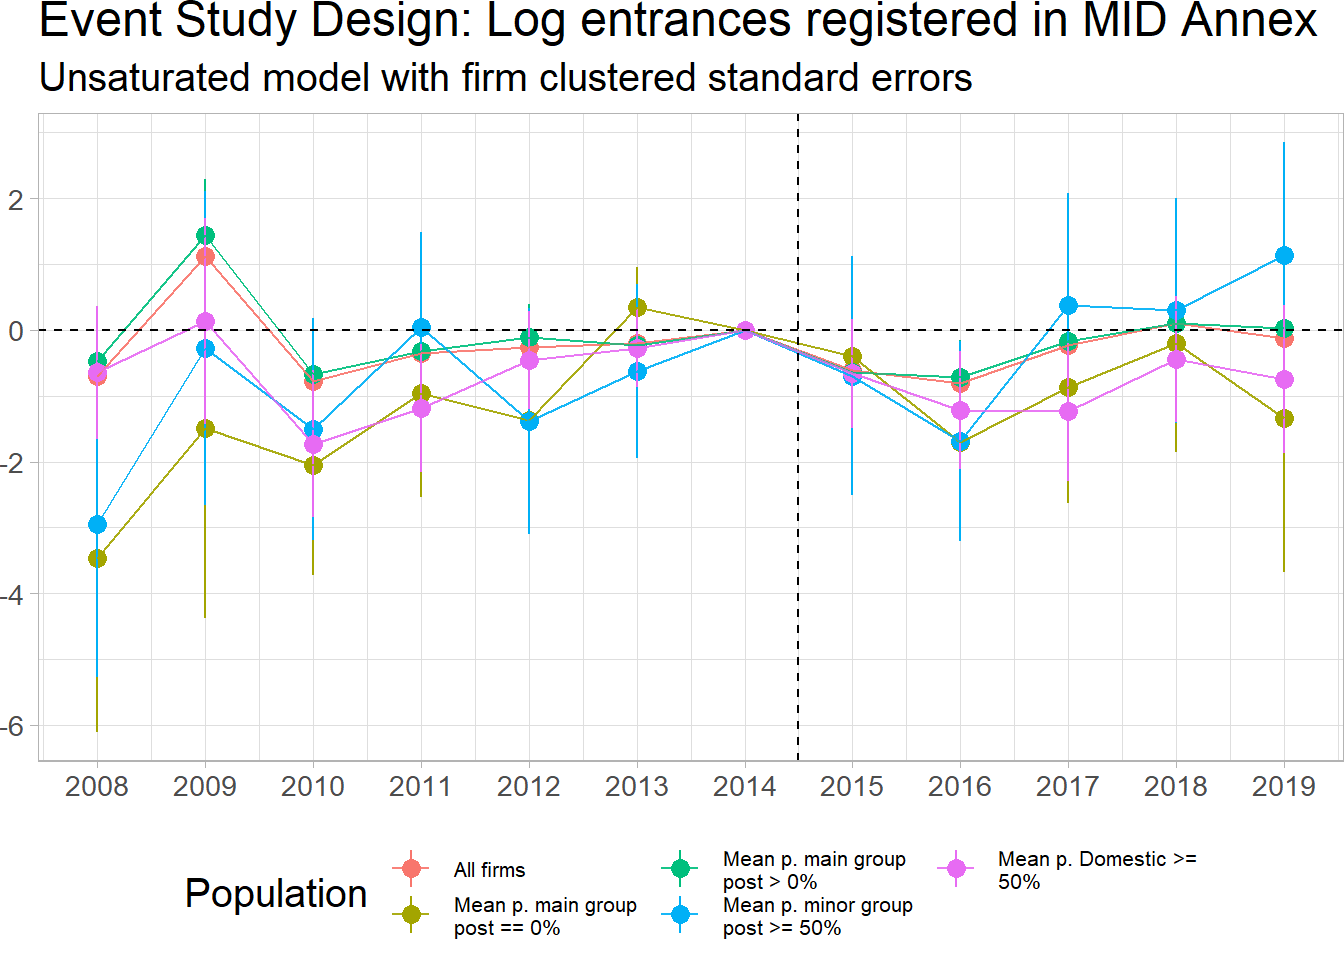 Event Study Design: Log entrances registered in MID Annex
Unsaturated model with firm clustered standard errors
2
0
-2
-4
-6
2008 2009 2010 2011 2012 2013 2014 2015 2016 2017 2018 2019
Population
All firms
Mean p. main group
post == 0%
Mean p. main group
post > 0%
Mean p. minor group
post >= 50%
Mean p. Domestic >=
50%